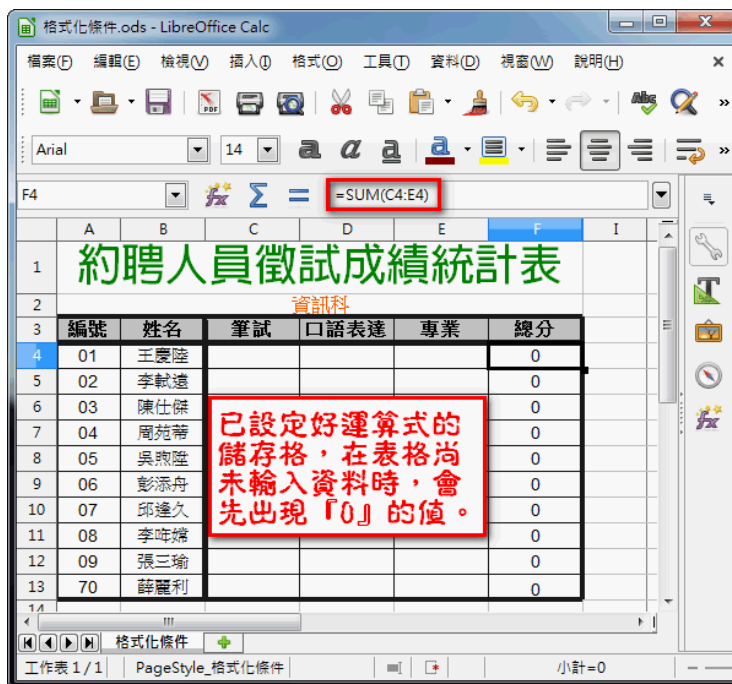 格式化條件.ods - LibreOffice Calc
檔案(F) 編輯(E) 檢視(V) 插入(I) 格式(O) 工具(T) 資料(D) 視窗(W) 說明(H)
Arial 14
F4 =SUM(C4:E4)
A B C D E F I
1 約聘人員徵試成績統計表
2 資訊科
3 編號 姓名 筆試 口語表達 專業 總分
4 01 王慶陸 0
5 02 李軾遠 0
6 03 陳仕傑 0
7 04 周苑蒂 0
8 05 吳煦陞 0
9 06 彭添舟 0
10 07 邱逢久 0
11 08 李咗嫦 0
12 09 張三瑜 0
13 70 薛麗利 0
14
已設定好運算式的
儲存格,在表格尚
未輸入資料時,會
先出現『0』的值。
格式化條件
工作表 1 / 1 PageStyle_格式化條件 小計=0